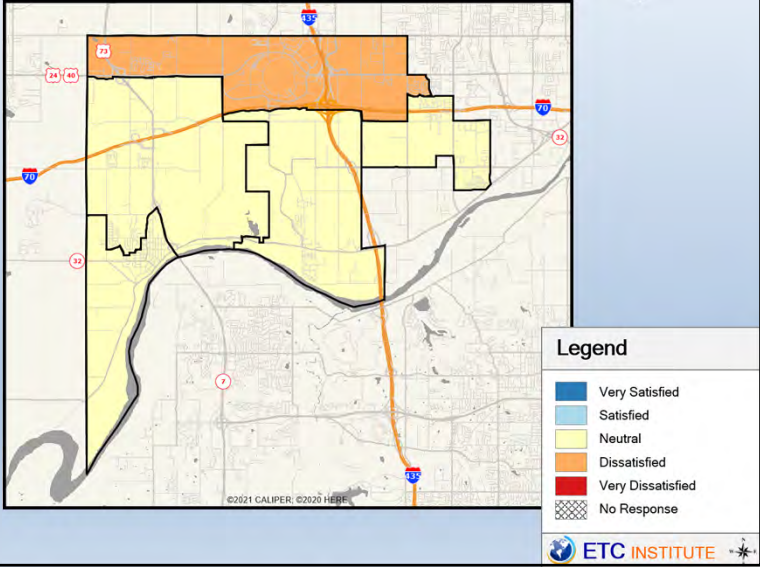 435
73
24 40
70
32
70
32
7
Legend
Very Satisfied
Satisfied
Neutral
Dissatisfied
Very Dissatisfied
435
No Response
©2021 CALIPER; ©2020 HERE
ETC INSTITUTE